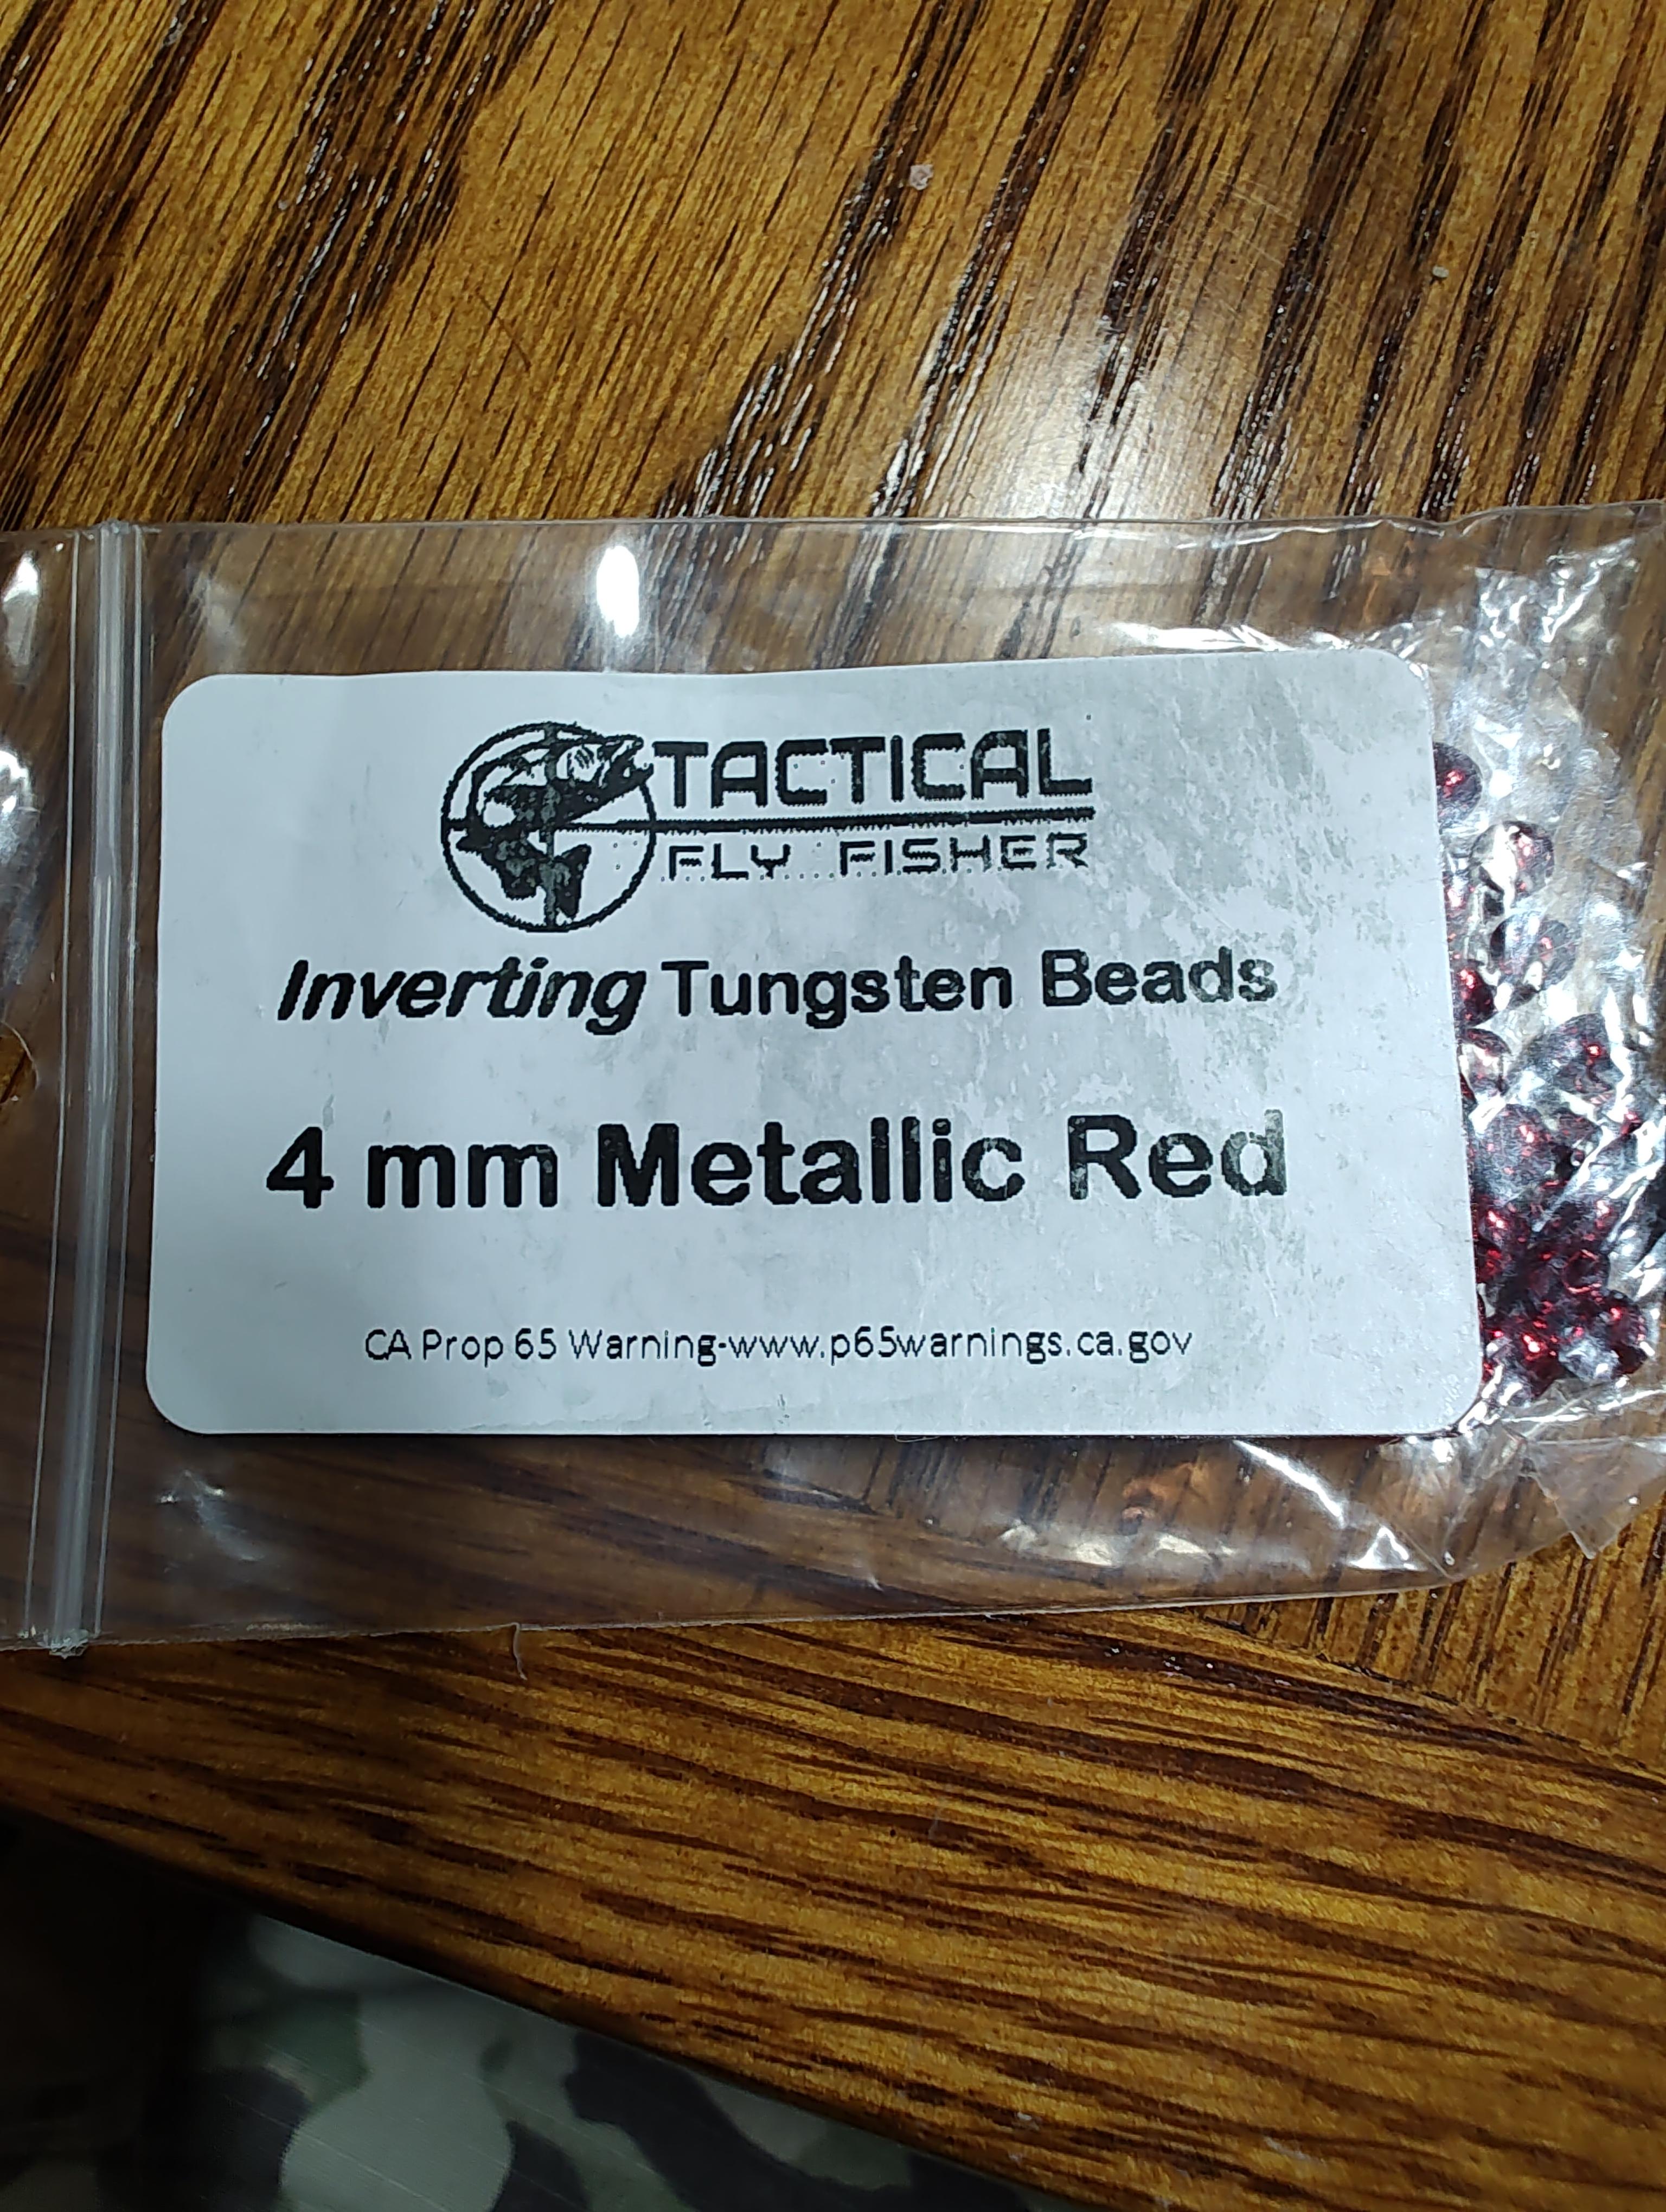 TACTICAL
FLY FISHER
Inverting Tungsten Beads
4 mm Metallic Red
CA Prop 65 Warning-www.p65warnings.ca.gov